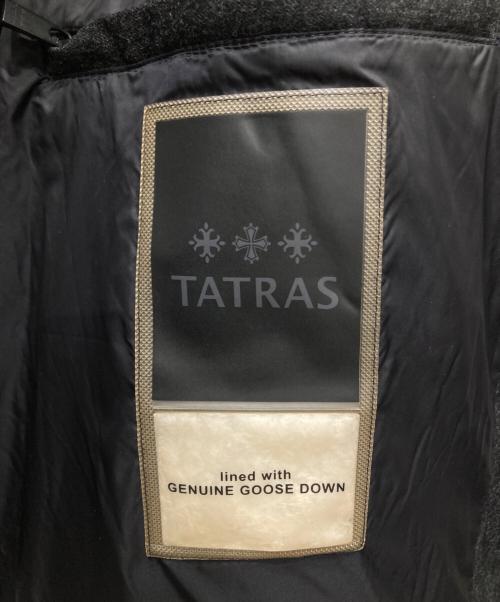 TATRAS
lined with
GENUINE GOOSE DOWN